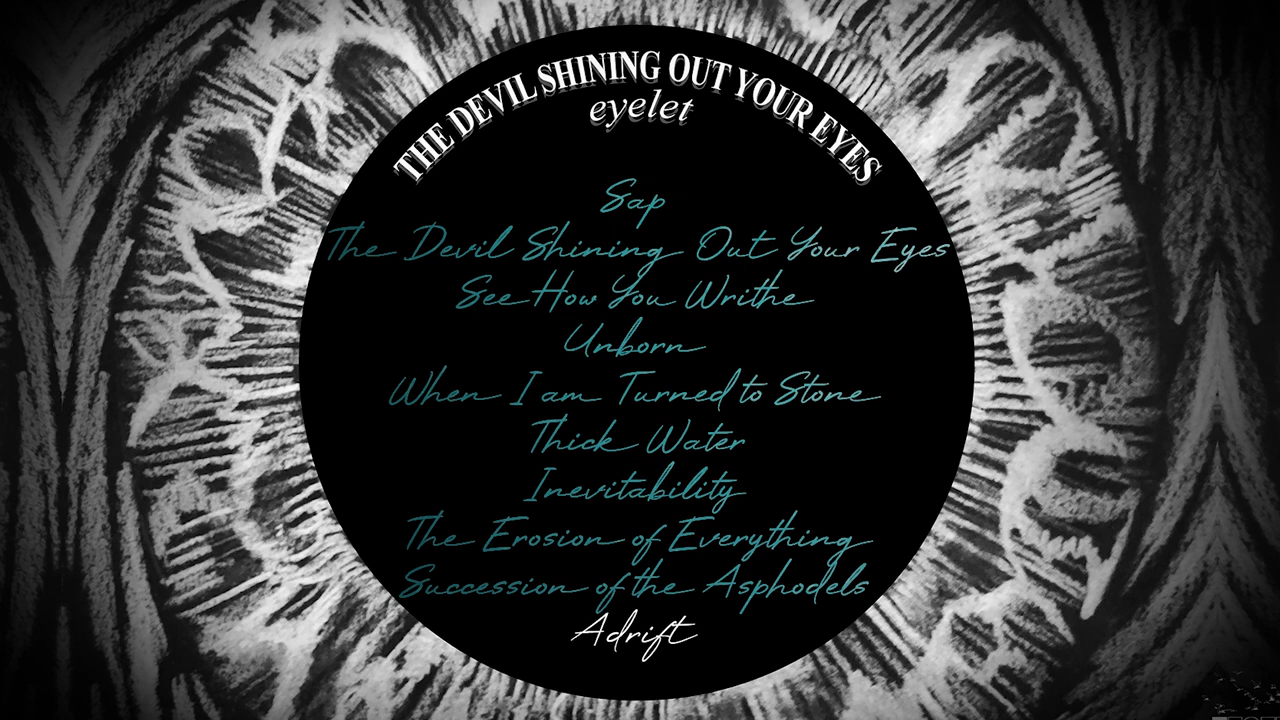 THE DEVIL SHINING OUT YOUR EYES
eyelet
Sap
The Devil Shining Out Your Eyes
See How You Writhe
Unborn
When I am Turned to Stone
Thick Water
Inevitability
The Erosion of Everything
Succession of the Asphodels
Adrift